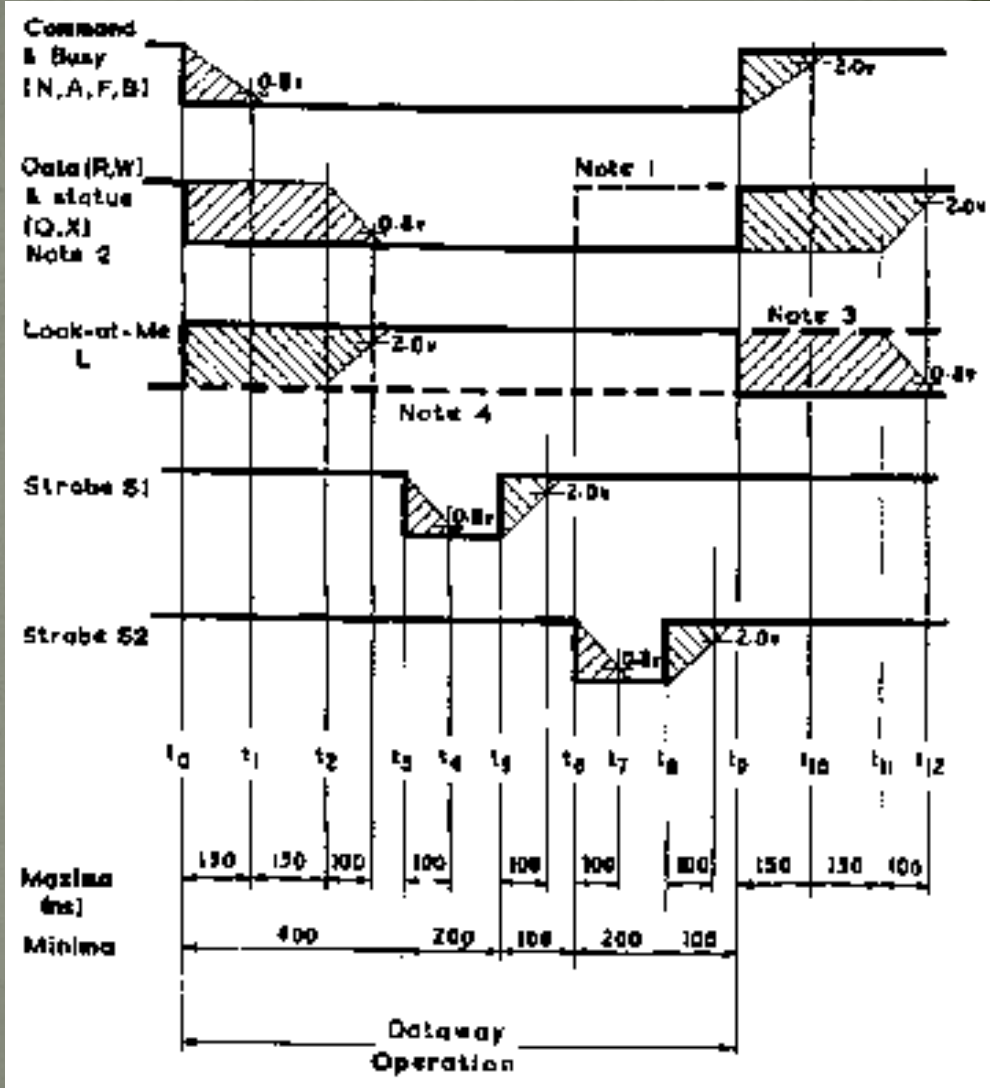 Command
& Busy
[N,A,F,B]
0.8v
2.0v
Data (R,W)
& status
(Q,X)
Note 2
Note 1
0.8v
2.0v
Look-at-Me
L
2.0v
Note 3
0.8v
Note 4
Strobe S1
0.8v
2.0v
Strobe S2
0.8v
2.0v
t0 t1 t2 t3 t4 t5 t6 t7 t8 t9 t10 t11 t12
Maxima
(ns)
150 150 100 100 100 100 100 150 150 100
Minima
400 200 100 200 100
Dataway
Operation